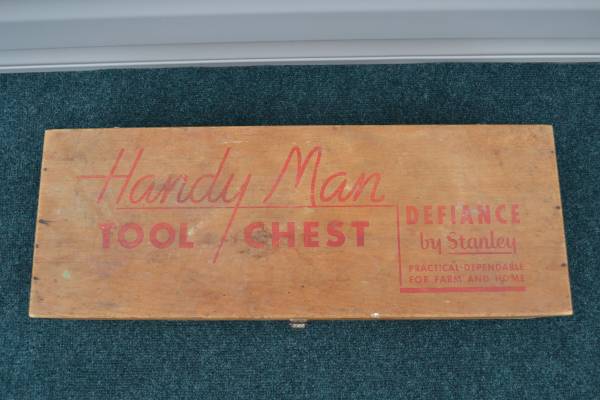 Handy Man
TOOL CHEST
DEFIANCE
by Stanley
PRACTICAL-DEPENDABLE
FOR FARM AND HOME